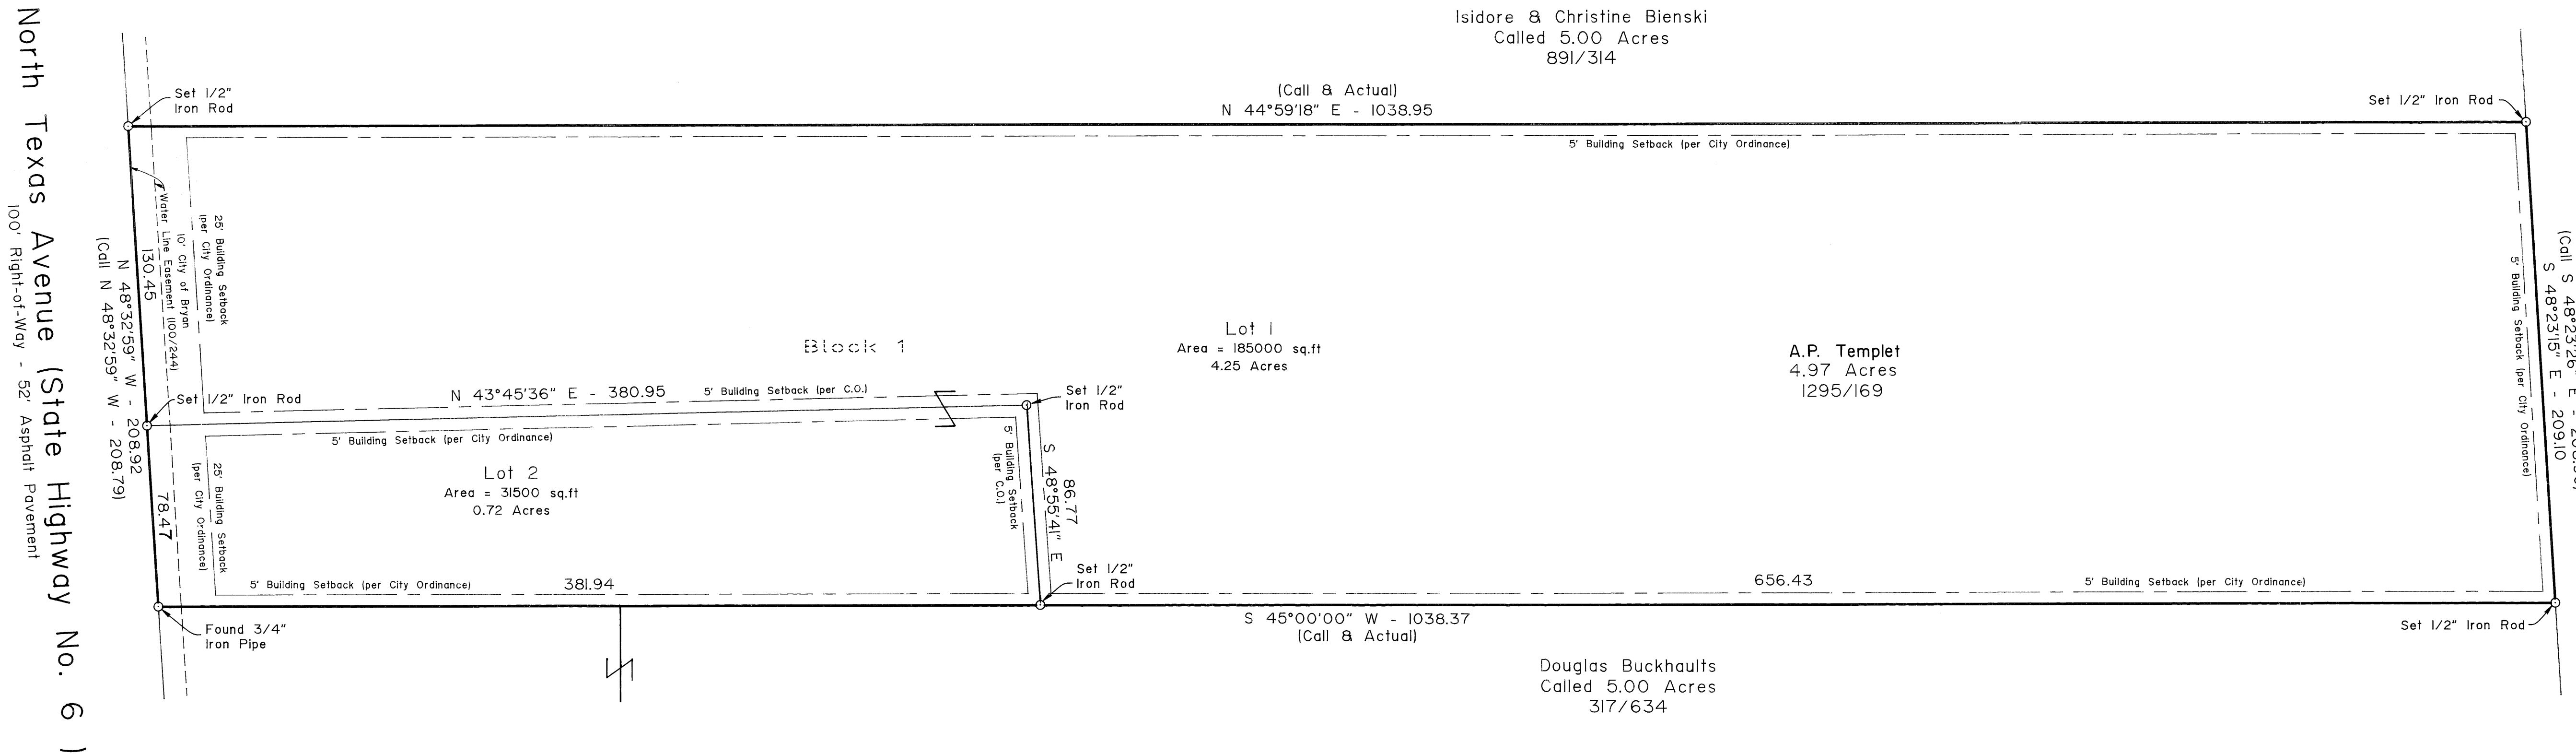 Isidore & Christine Bienski
Called 5.00 Acres
891/314
(Call & Actual)
N 44°59'18" E - 1038.95
Set 1/2"
Iron Rod
Set 1/2" Iron Rod
5' Building Setback (per City Ordinance)
North Texas Avenue (State Highway No. 6 )
100' Right-of-Way - 52' Asphalt Pavement
(Call N 48°32'59" W - 208.79)
N 48°32'59" W - 208.92
130.45
Water Line Easement (100/244)
10' City of Bryan
25' Building Setback
(per City Ordinance)
Block 1
Lot 1
Area = 185000 sq.ft
4.25 Acres
A.P. Templet
4.97 Acres
1295/169
5' Building Setback (per City Ordinance)
S 48°23'15" E - 209.10
(Call S 48°23'26" E -
Set 1/2" Iron Rod
N 43°45'36" E - 380.95
5' Building Setback (per C.O.)
Set 1/2"
Iron Rod
5' Building Setback (per City Ordinance)
Lot 2
Area = 31500 sq.ft
0.72 Acres
25' Building Setback
(per City Ordinance)
78.47
5' Building Setback
(per C.O.)
86.77
S 48°55'41" E
Set 1/2"
Iron Rod
5' Building Setback (per City Ordinance)
381.94
656.43
5' Building Setback (per City Ordinance)
Found 3/4"
Iron Pipe
S 45°00'00" W - 1038.37
(Call & Actual)
Set 1/2" Iron Rod
Douglas Buckhaults
Called 5.00 Acres
317/634